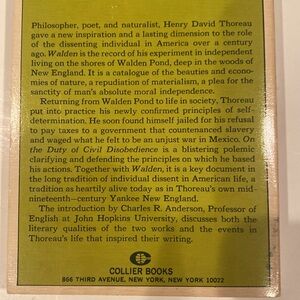 Philosopher, poet, and naturalist, Henry David Thoreau
gave a new inspiration and a lasting dimension to the role
of the dissenting individual in America over a century
ago. Walden is the record of his experiment in independent
living on the shores of Walden Pond, deep in the woods of
New England. It is a catalogue of the beauties and econo-
mies of nature, a repudiation of materialism, a plea for the
sanctity of man's absolute moral independence.
Returning from Walden Pond to life in society, Thoreau
put into practice his newly confirmed principles of self-
determination. He soon found himself jailed for his refusal
to pay taxes to a government that countenanced slavery
and waged what he felt to be an unjust war in Mexico. On
the Duty of Civil Disobedience is a blistering polemic
clarifying and defending the principles on which he based
his actions. Together with Walden, it is a key document in
the long tradition of individual dissent in American life, a
tradition as heartily alive today as in Thoreau's own mid-
nineteenth-century Yankee New England.
The introduction by Charles R. Anderson, Professor of
English at John Hopkins University, discusses both the
literary qualities of the two works and the events in
Thoreau's life that inspired their writing.
COLLIER BOOKS
866 THIRD AVENUE, NEW YORK, NEW YORK 10022